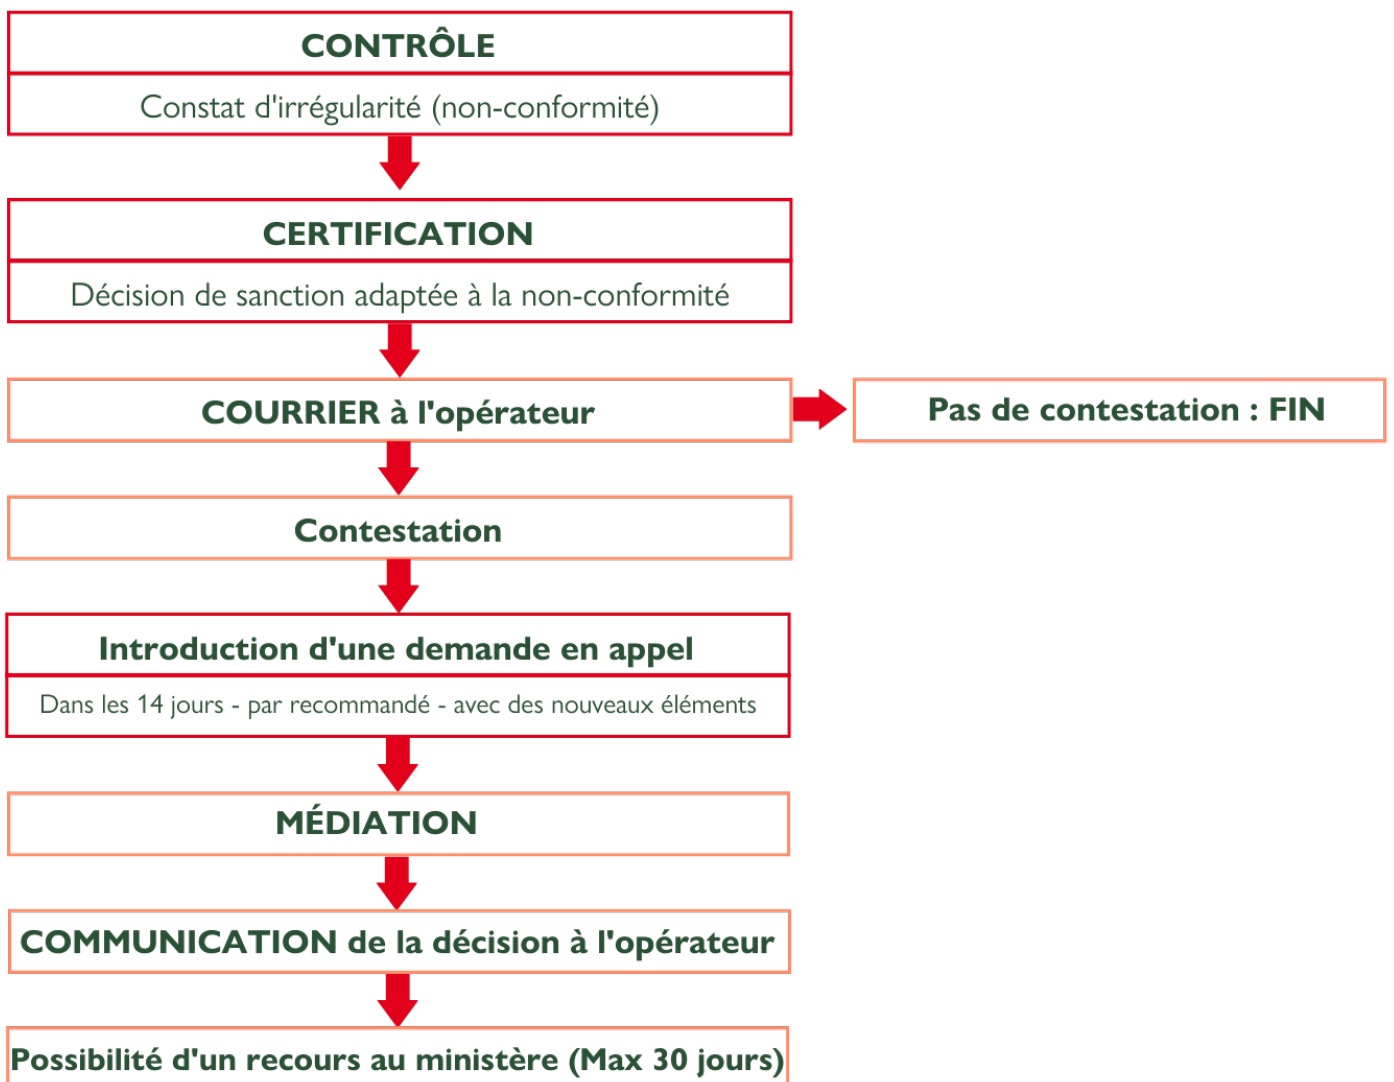 CONTRÔLE
Constat d'irrégularité (non-conformité)
CERTIFICATION
Décision de sanction adaptée à la non-conformité
COURRIER à l'opérateur
Pas de contestation : FIN
Contestation
Introduction d'une demande en appel
Dans les 14 jours - par recommandé - avec des nouveaux éléments
MÉDIATION
COMMUNICATION de la décision à l'opérateur
Possibilité d'un recours au ministère (Max 30 jours)